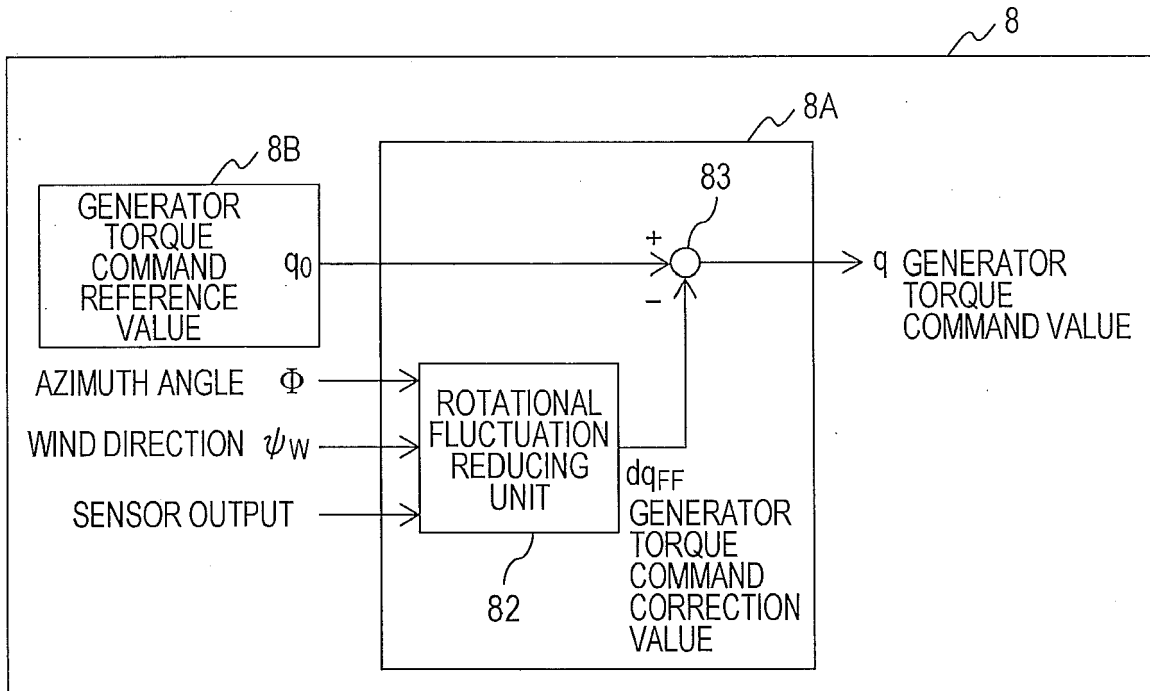 8
8A
8B
83
GENERATOR
TORQUE
COMMAND
REFERENCE
VALUE
q0
+
−
q GENERATOR
TORQUE
COMMAND VALUE
AZIMUTH ANGLE Φ
WIND DIRECTION ψW
SENSOR OUTPUT
ROTATIONAL
FLUCTUATION
REDUCING
UNIT
82
dqFF
GENERATOR
TORQUE
COMMAND
CORRECTION
VALUE